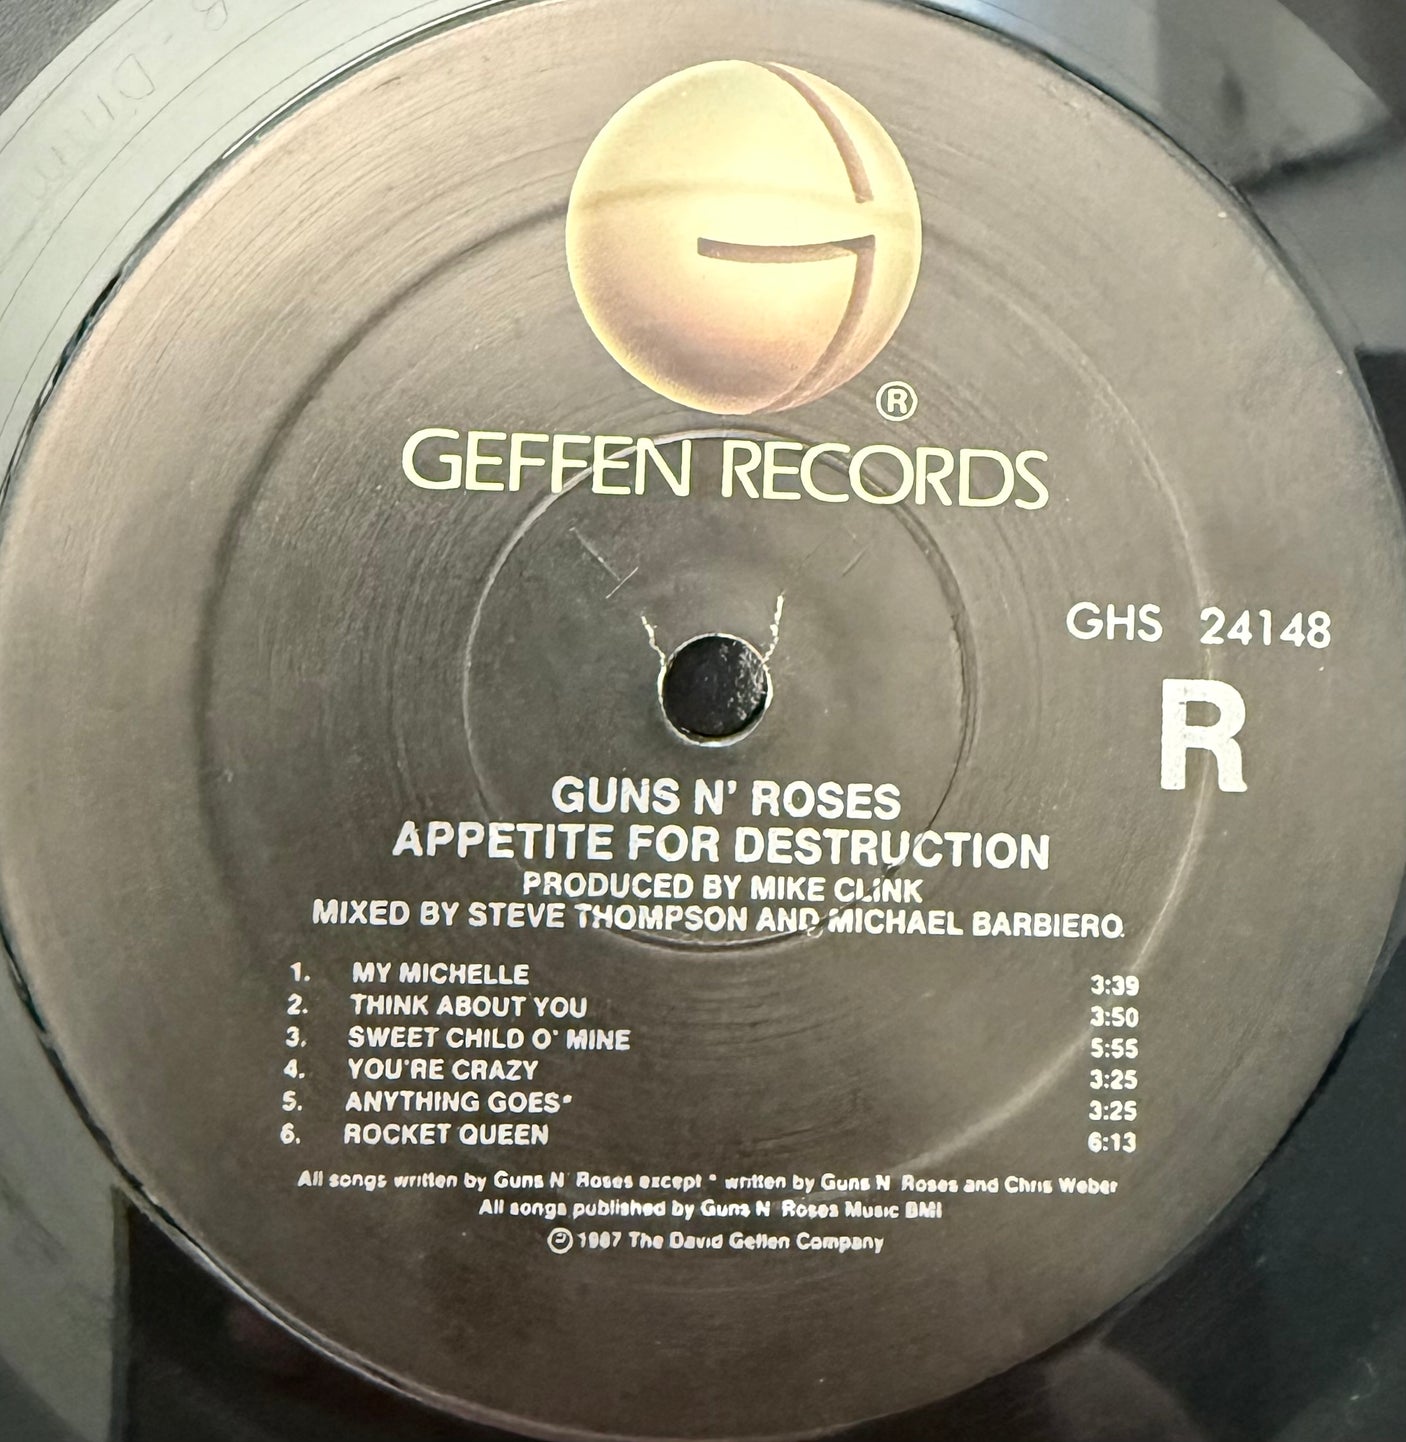 ®
GEFFEN RECORDS
GHS 24148
R
GUNS N' ROSES
APPETITE FOR DESTRUCTION
PRODUCED BY MIKE CLINK
MIXED BY STEVE THOMPSON AND MICHAEL BARBIERO
1. MY MICHELLE 3:39
2. THINK ABOUT YOU 3:50
3. SWEET CHILD O' MINE 5:55
4. YOU'RE CRAZY 3:25
5. ANYTHING GOES* 3:25
6. ROCKET QUEEN 6:13
All songs written by Guns N' Roses except * written by Guns N' Roses and Chris Weber
All songs published by Guns N' Roses Music BMI
℗ 1987 The David Geffen Company